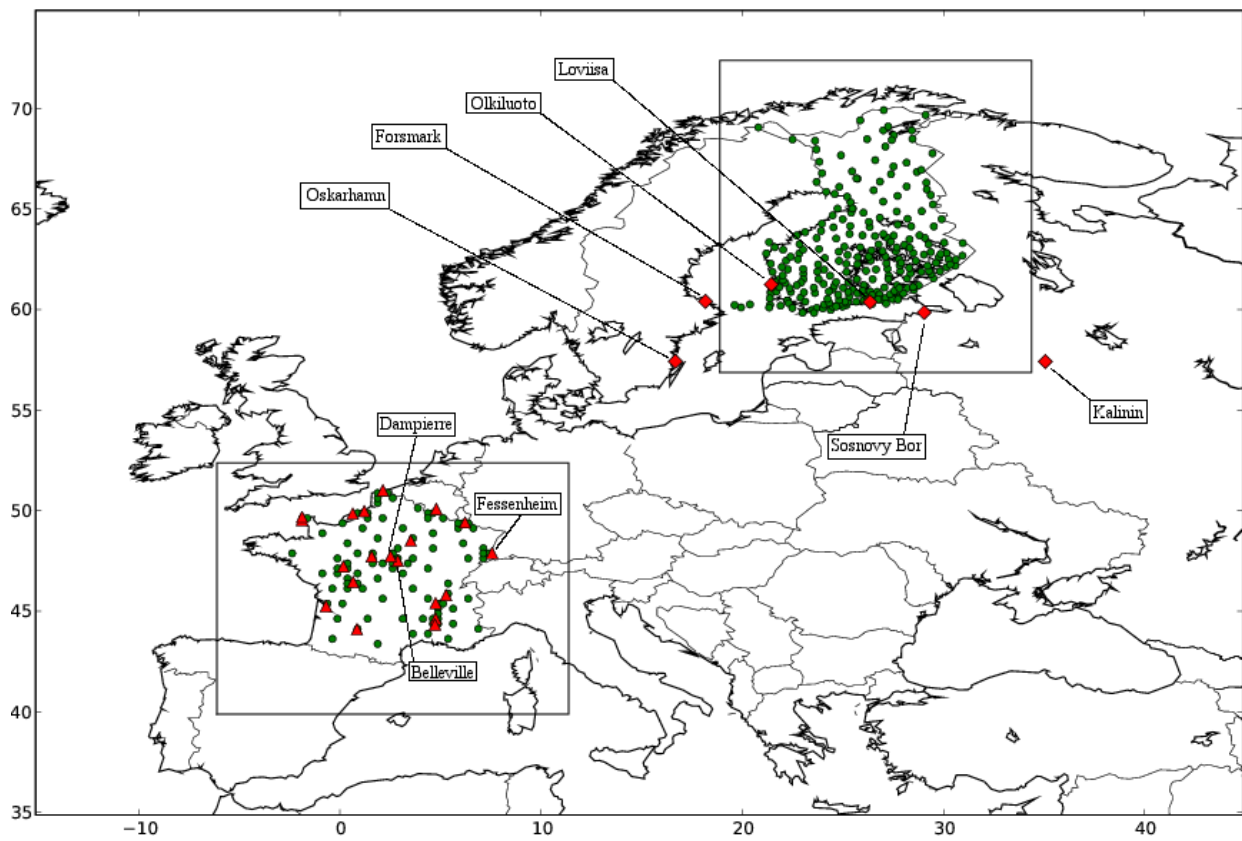 Loviisa
Olkiluoto
Forsmark
Oskarhamn
Kalinin
Sosnovy Bor
Dampierre
Fessenheim
Belleville
70
65
60
55
50
45
40
35
−10
0
10
20
30
40